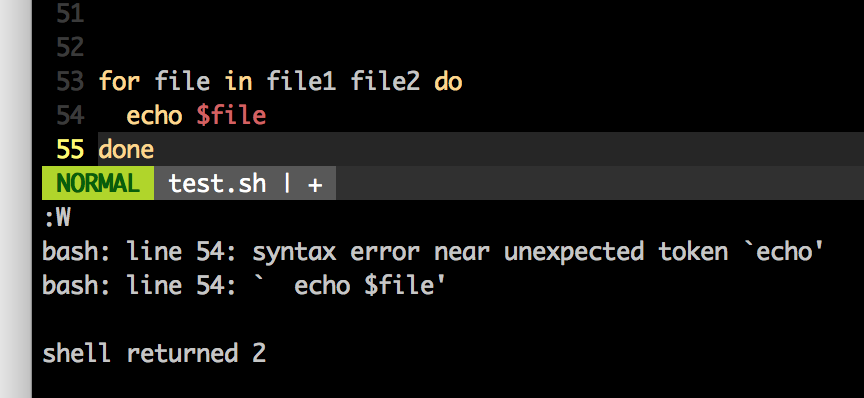 51
52
53 for file in file1 file2 do
54   echo $file
55 done
NORMAL test.sh | +
:W
bash: line 54: syntax error near unexpected token `echo'
bash: line 54: `  echo $file'
shell returned 2